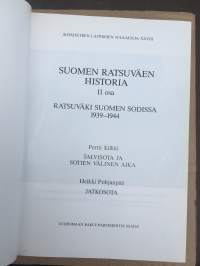 SUOMEN RATSUVÄEN
HISTORIA
II osa
RATSUVÄKI SUOMEN SODISSA
1939–1944
Pertti Kilkki
TALVISOTA JA
SOTIEN VÄLINEN AIKA
Heikki Pohjanpää
JATKOSOTA